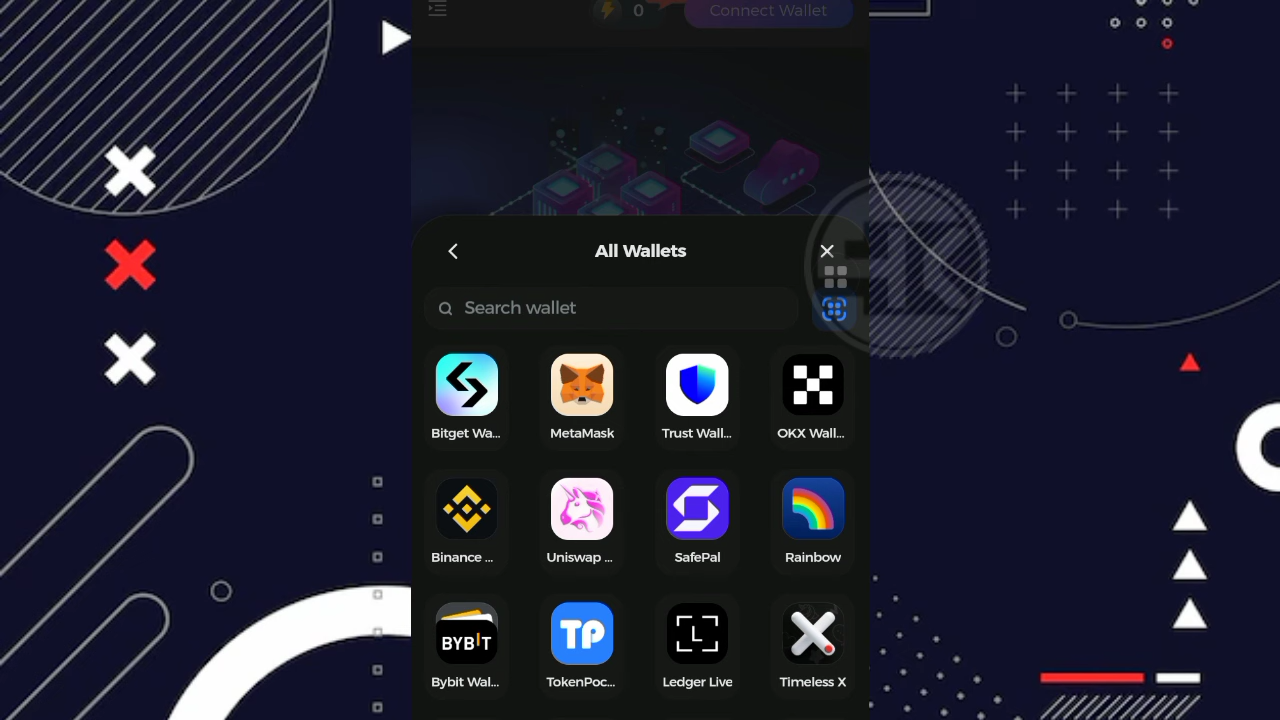 0 Connect Wallet
All Wallets
Search wallet
Bitget Wa... MetaMask Trust Wall... OKX Wall...
Binance ... Uniswap ... SafePal Rainbow
BYBIT TP L
Bybit Wal... TokenPoc... Ledger Live Timeless X